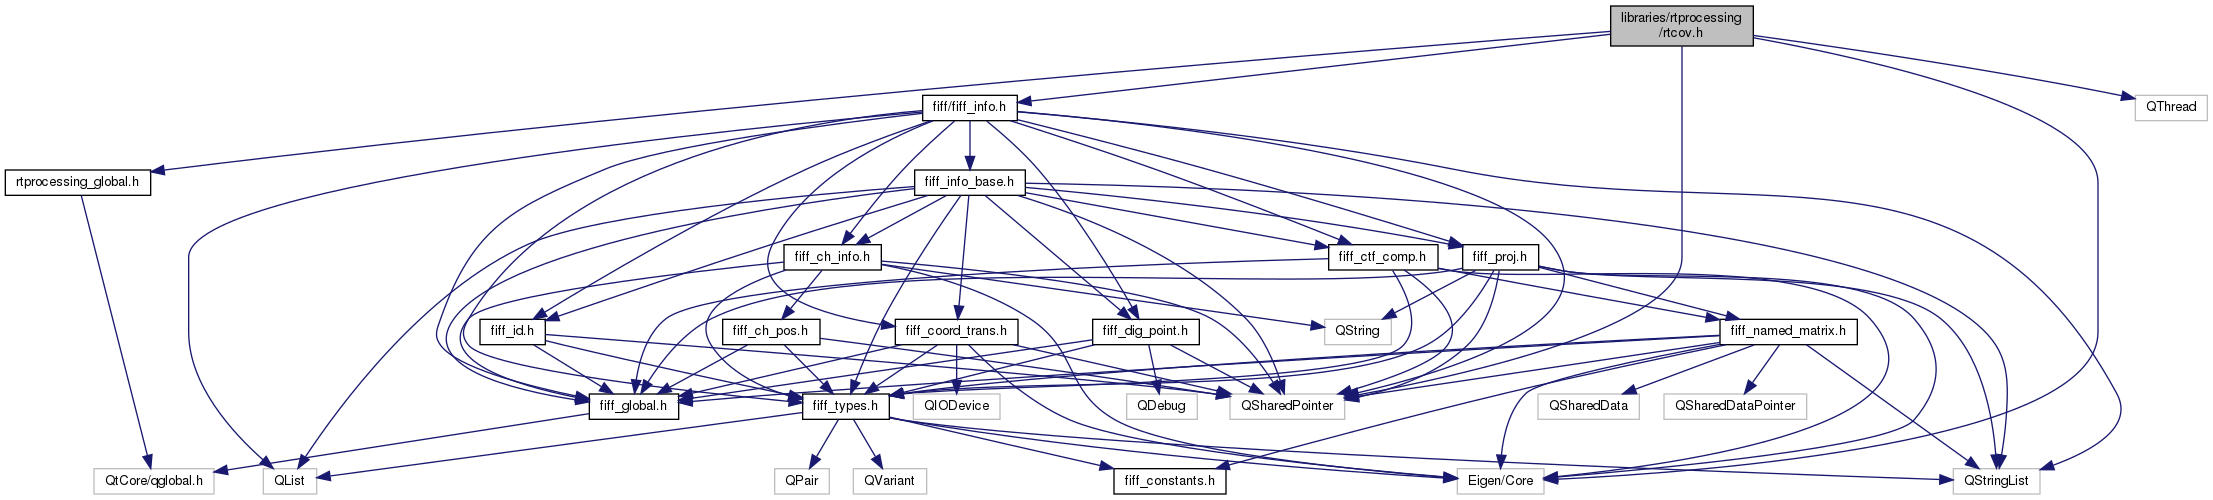 libraries/rtprocessing
/rtcov.h
fiff/fiff_info.h
QThread
rtprocessing_global.h
fiff_info_base.h
fiff_ch_info.h
fiff_ctf_comp.h
fiff_proj.h
fiff_id.h
fiff_ch_pos.h
fiff_coord_trans.h
fiff_dig_point.h
QString
fiff_named_matrix.h
fiff_global.h
fiff_types.h
QIODevice
QDebug
QSharedPointer
QSharedData
QSharedDataPointer
QtCore/qglobal.h
QList
QPair
QVariant
fiff_constants.h
Eigen/Core
QStringList